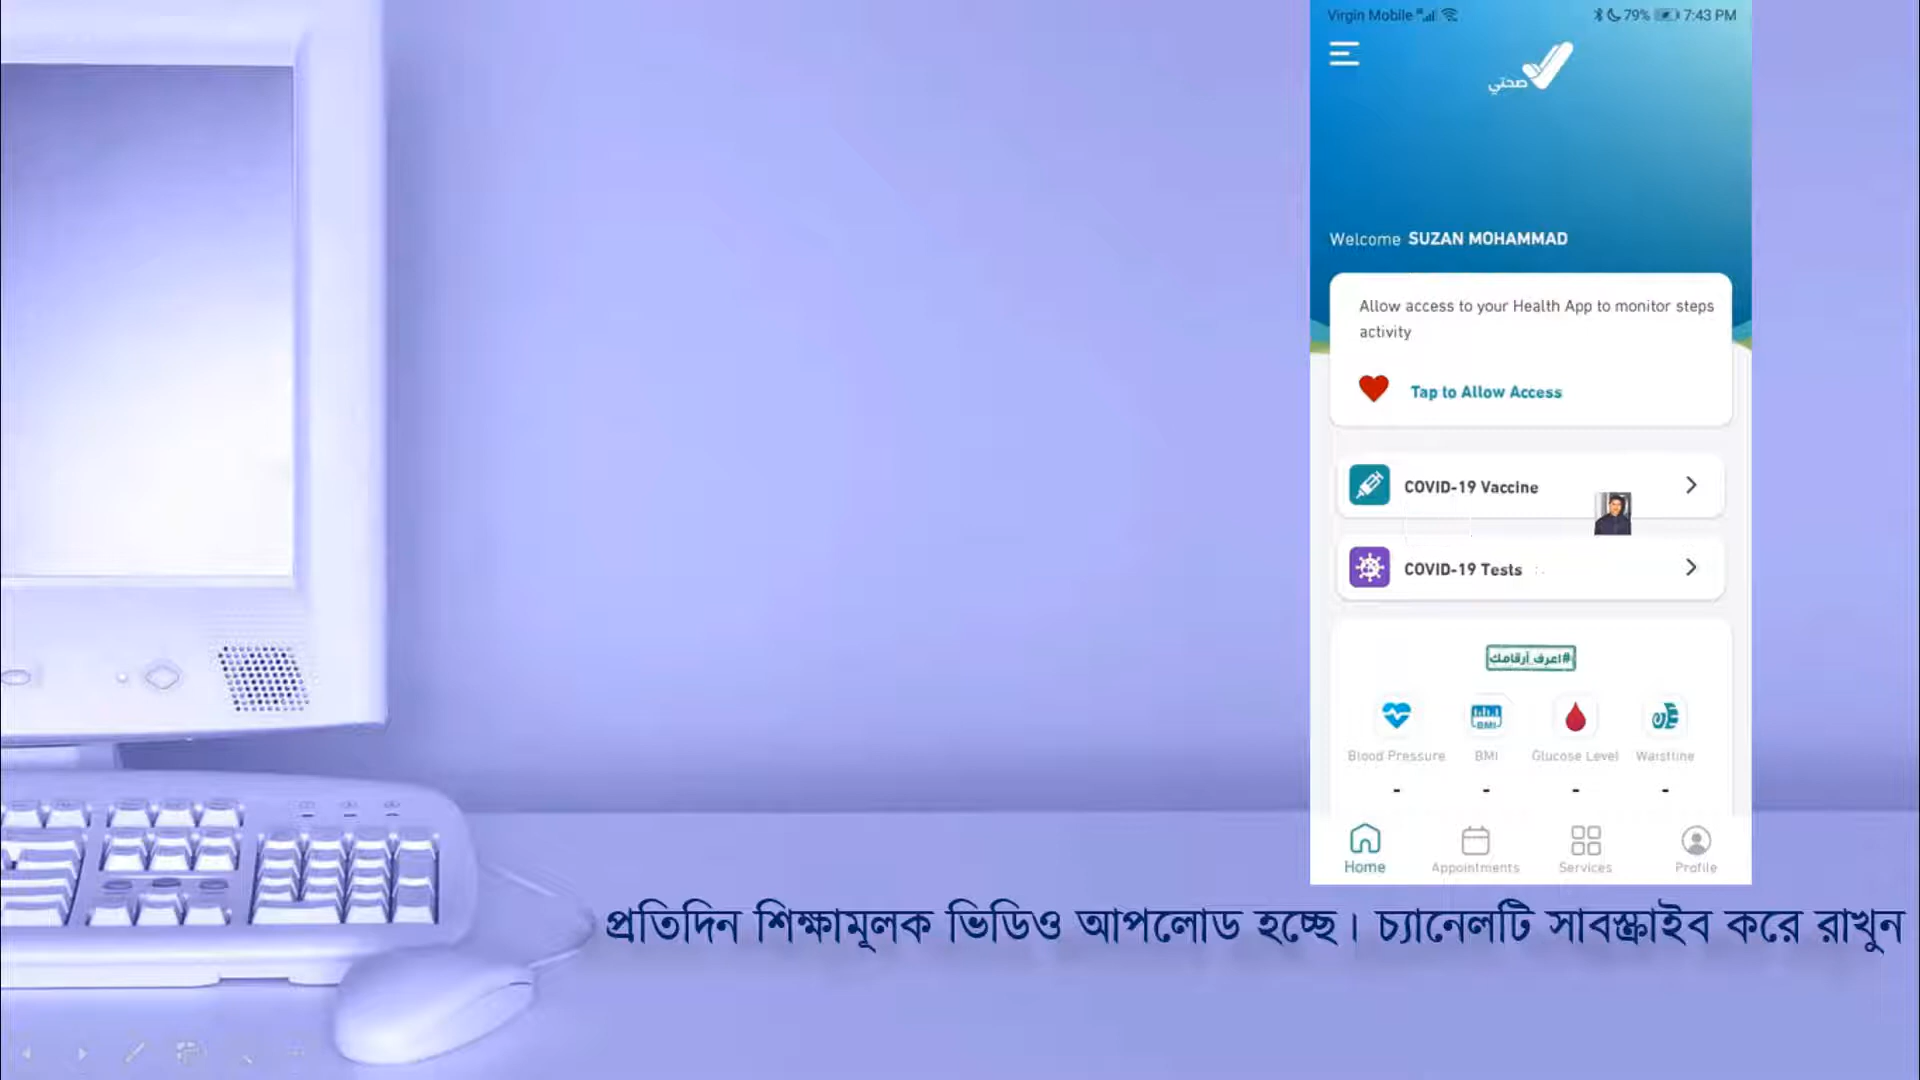 Virgin Mobile
79% 7:43 PM
صحتي
Welcome SUZAN MOHAMMAD
Allow access to your Health App to monitor steps
activity
Tap to Allow Access
COVID-19 Vaccine
COVID-19 Tests
#اعرف_أرقامك
BMI
Blood Pressure BMI Glucose Level Waistline
- - - -
Home Appointments Services Profile
প্রতিদিন শিক্ষামূলক ভিডিও আপলোড হচ্ছে। চ্যানেলটি সাবস্ক্রাইব করে রাখুন